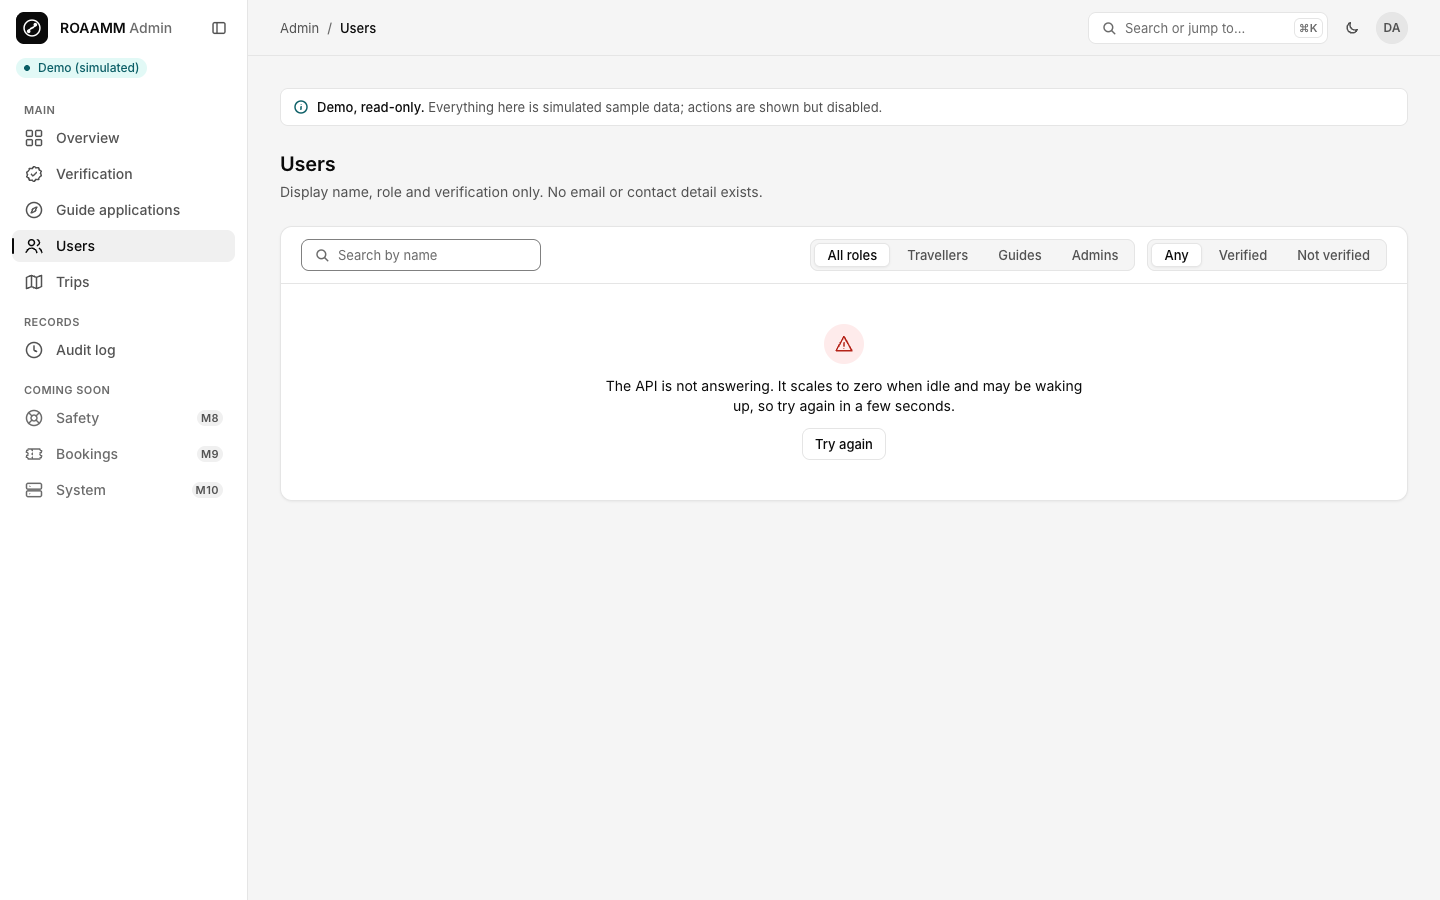 ROAAMM Admin
Demo (simulated)
MAIN
Overview
Verification
Guide applications
Users
Trips
RECORDS
Audit log
COMING SOON
Safety M8
Bookings M9
System M10
Admin / Users
Search or jump to... ⌘K
DA
Demo, read-only. Everything here is simulated sample data; actions are shown but disabled.
Users
Display name, role and verification only. No email or contact detail exists.
Search by name
All roles Travellers Guides Admins
Any Verified Not verified
The API is not answering. It scales to zero when idle and may be waking
up, so try again in a few seconds.
Try again